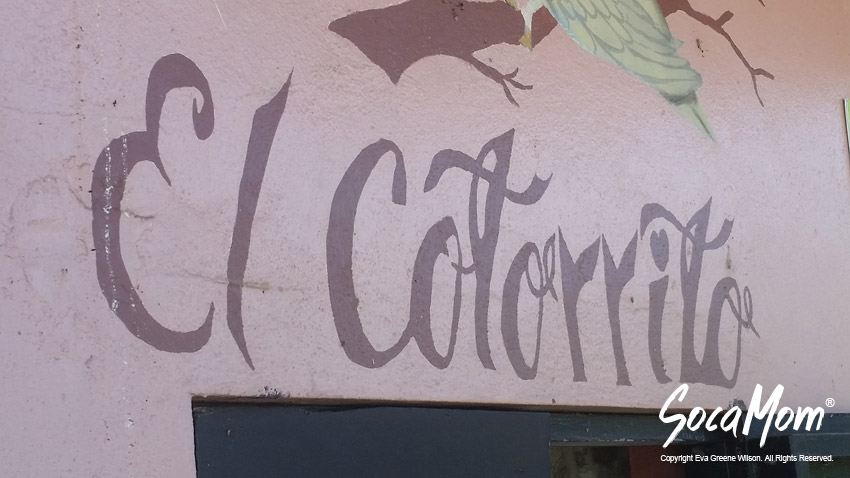 El Cotorrito
SocaMom®
Copyright Eva Greene Wilson. All Rights Reserved.